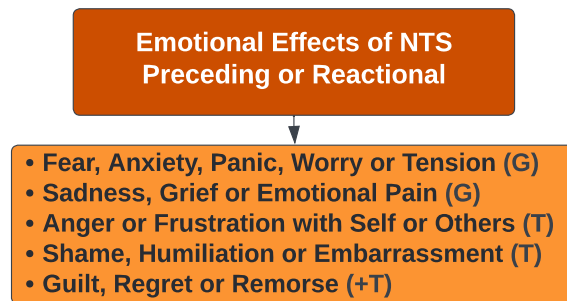 Emotional Effects of NTS
Preceding or Reactional
• Fear, Anxiety, Panic, Worry or Tension (G)
• Sadness, Grief or Emotional Pain (G)
• Anger or Frustration with Self or Others (T)
• Shame, Humiliation or Embarrassment (T)
• Guilt, Regret or Remorse (+T)